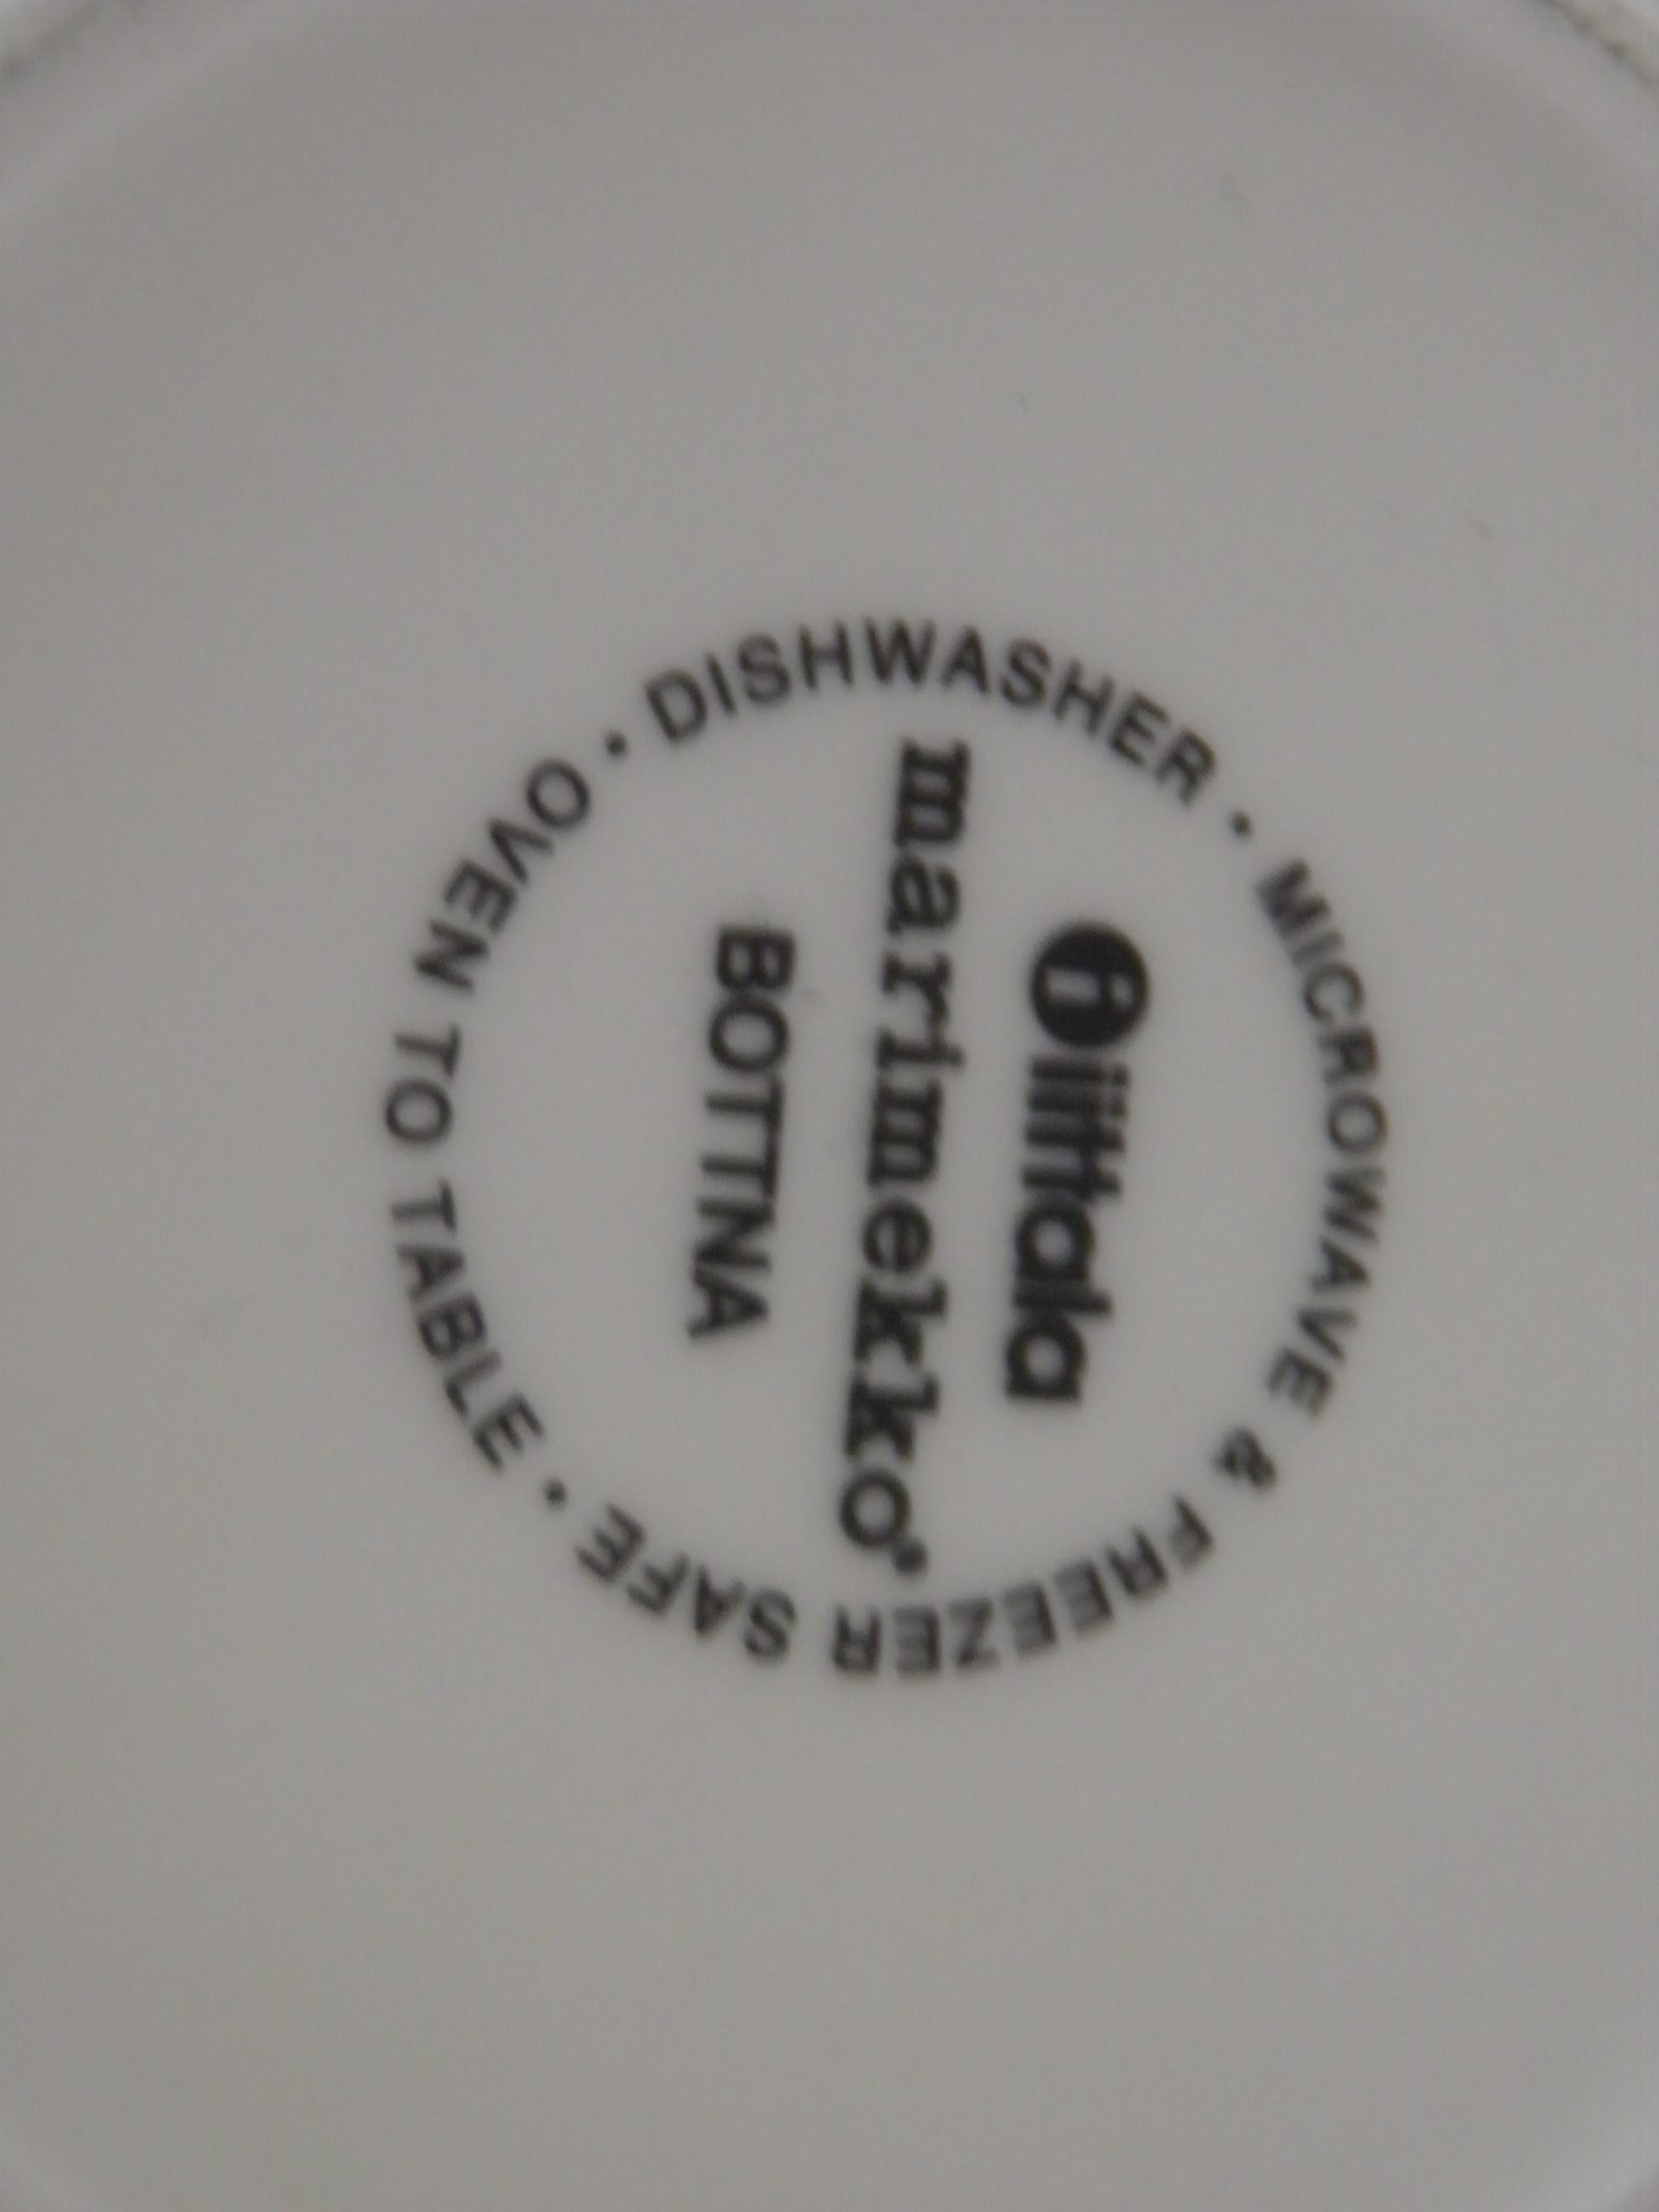 iittala
marimekko®
BOTTNA
OVEN TO TABLE • DISHWASHER • MICROWAVE & FREEZER SAFE •